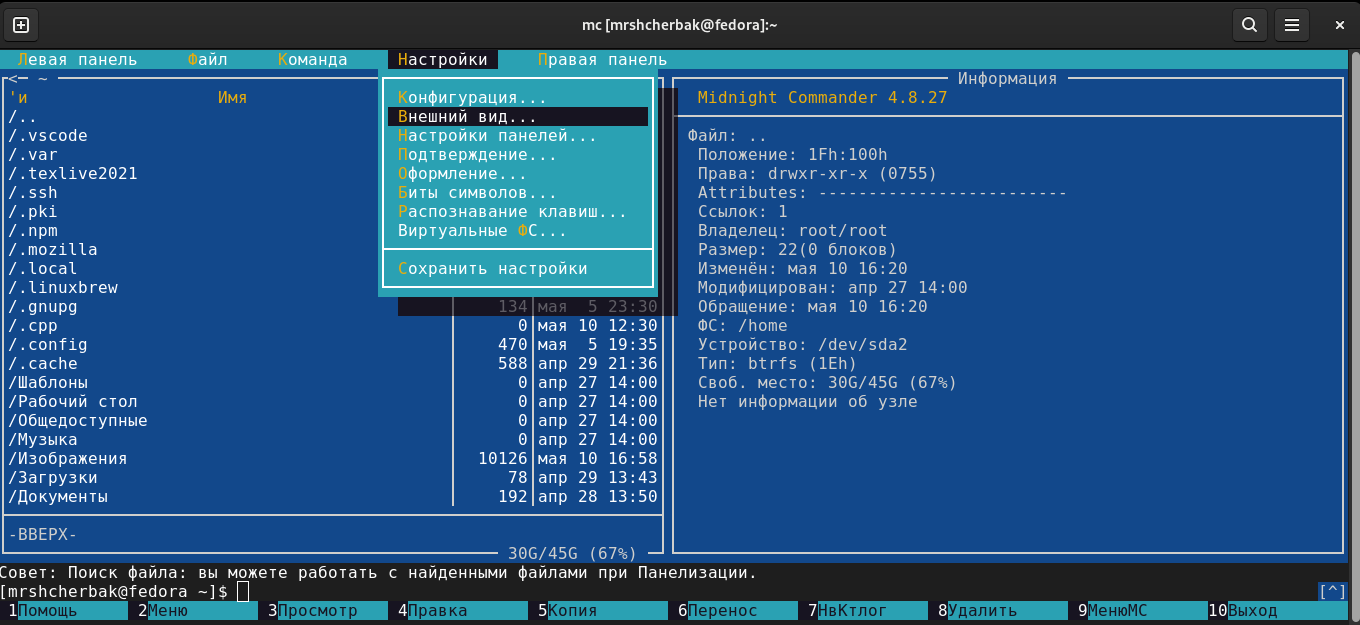 mc [mrshcherbak@fedora]:~
Левая панель Файл Команда Настройки Правая панель
<— ~
'и Имя
/..
/.vscode
/.var
/.texlive2021
/.ssh
/.pki
/.npm
/.mozilla
/.local
/.linuxbrew
/.gnupg 134 мая 5 23:30
/.cpp 0 мая 10 12:30
/.config 470 мая 5 19:35
/.cache 588 апр 29 21:36
/Шаблоны 0 апр 27 14:00
/Рабочий стол 0 апр 27 14:00
/Общедоступные 0 апр 27 14:00
/Музыка 0 апр 27 14:00
/Изображения 10126 мая 10 16:58
/Загрузки 78 апр 29 13:43
/Документы 192 апр 28 13:50
-ВВЕРХ-
30G/45G (67%)
Конфигурация...
Внешний вид...
Настройки панелей...
Подтверждение...
Оформление...
Биты символов...
Распознавание клавиш...
Виртуальные ФС...
Сохранить настройки
Информация
Midnight Commander 4.8.27
Файл: ..
Положение: 1Fh:100h
Права: drwxr-xr-x (0755)
Attributes: -------------------------
Ссылок: 1
Владелец: root/root
Размер: 22(0 блоков)
Изменён: мая 10 16:20
Модифицирован: апр 27 14:00
Обращение: мая 10 16:20
ФС: /home
Устройство: /dev/sda2
Тип: btrfs (1Eh)
Своб. место: 30G/45G (67%)
Нет информации об узле
Совет: Поиск файла: вы можете работать с найденными файлами при Панелизации.
[mrshcherbak@fedora ~]$ [^]
1Помощь 2Меню 3Просмотр 4Правка 5Копия 6Перенос 7НвКтлог 8Удалить 9МенюMC 10Выход